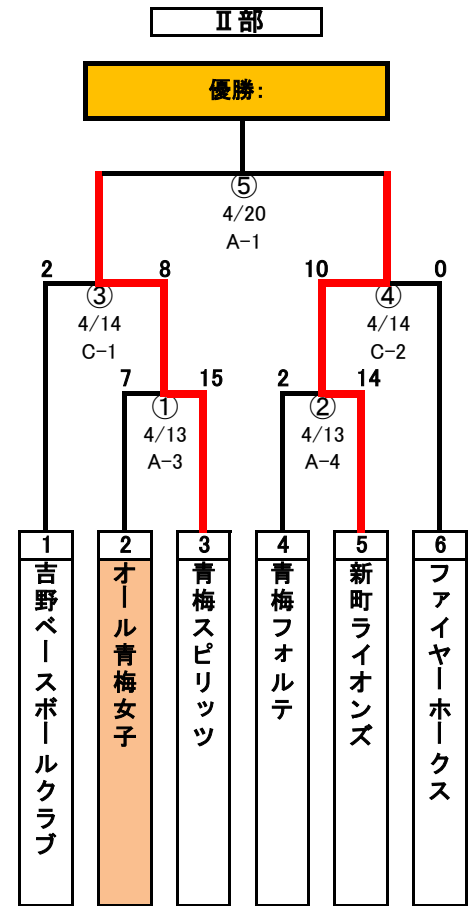 Ⅱ部
優勝:
⑤
4/20
A-1
2
8
10
0
③
④
4/14
4/14
C-1
C-2
7
15
2
14
①
②
4/13
4/13
A-3
A-4
1
2
3
4
5
6
吉野ベースボールクラブ
オール青梅女子
青梅スピリッツ
青梅フォルテ
新町ライオンズ
ファイヤーホークス